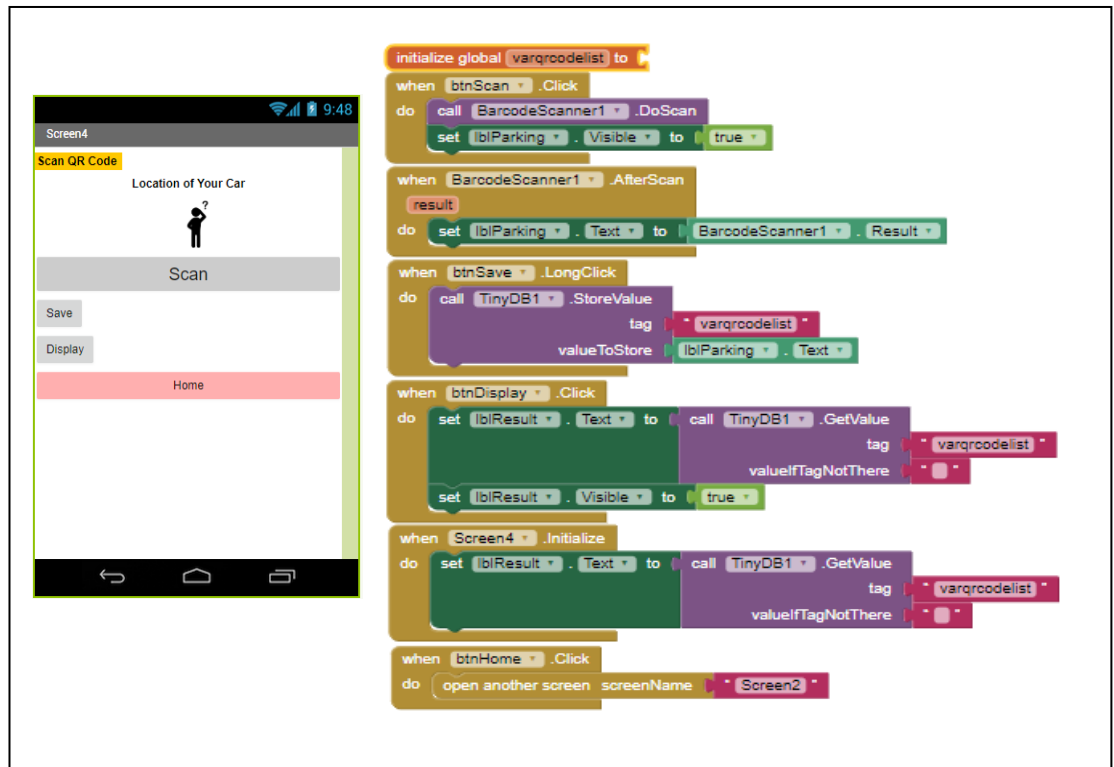 9:48
Screen4
Scan QR Code
Location of Your Car
?
Scan
Save
Display
Home
initialize global varqrcodelist to
when btnScan .Click
do call BarcodeScanner1 .DoScan
set lblParking . Visible to true
when BarcodeScanner1 .AfterScan
result
do set lblParking . Text to BarcodeScanner1 . Result
when btnSave .LongClick
do call TinyDB1 .StoreValue
tag " varqrcodelist "
valueToStore lblParking . Text
when btnDisplay .Click
do set lblResult . Text to call TinyDB1 .GetValue
tag " varqrcodelist "
valueIfTagNotThere " "
set lblResult . Visible to true
when Screen4 .Initialize
do set lblResult . Text to call TinyDB1 .GetValue
tag " varqrcodelist "
valueIfTagNotThere " "
when btnHome .Click
do open another screen screenName " Screen2 "